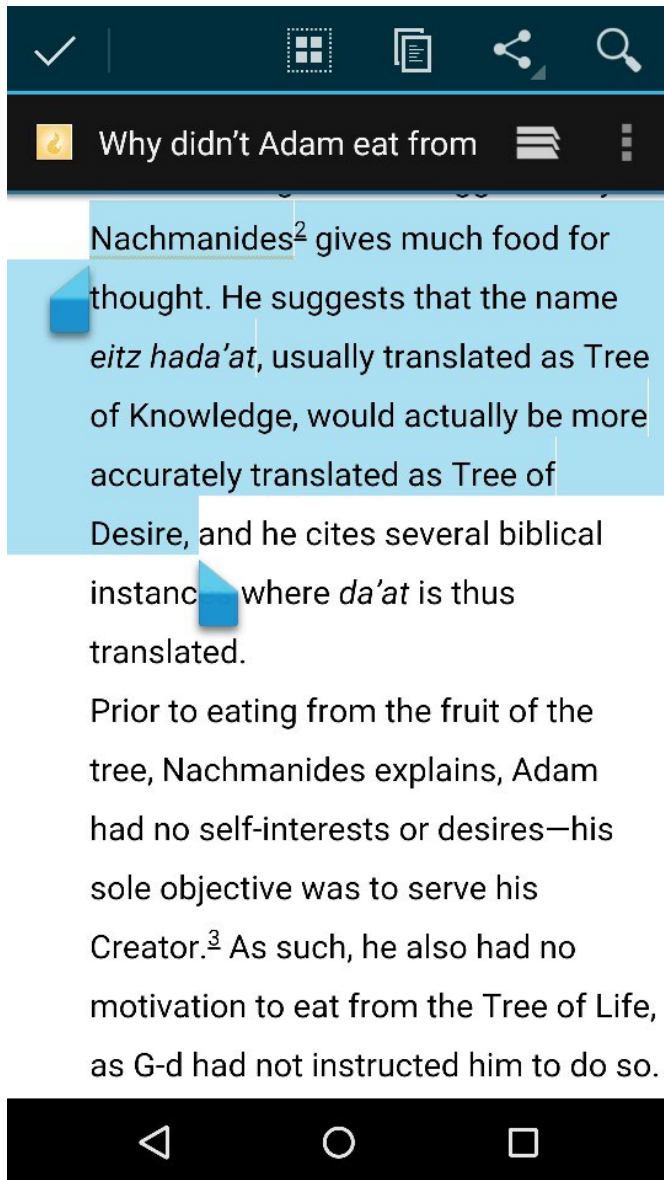 Why didn’t Adam eat from
Nachmanides2 gives much food for
thought. He suggests that the name
eitz hada’at, usually translated as Tree
of Knowledge, would actually be more
accurately translated as Tree of
Desire, and he cites several biblical
where da’at is thus
translated.
Prior to eating from the fruit of the
tree, Nachmanides explains, Adam
had no self-interests or desires—his
sole objective was to serve his
Creator.3 As such, he also had no
motivation to eat from the Tree of Life,
as G-d had not instructed him to do so.